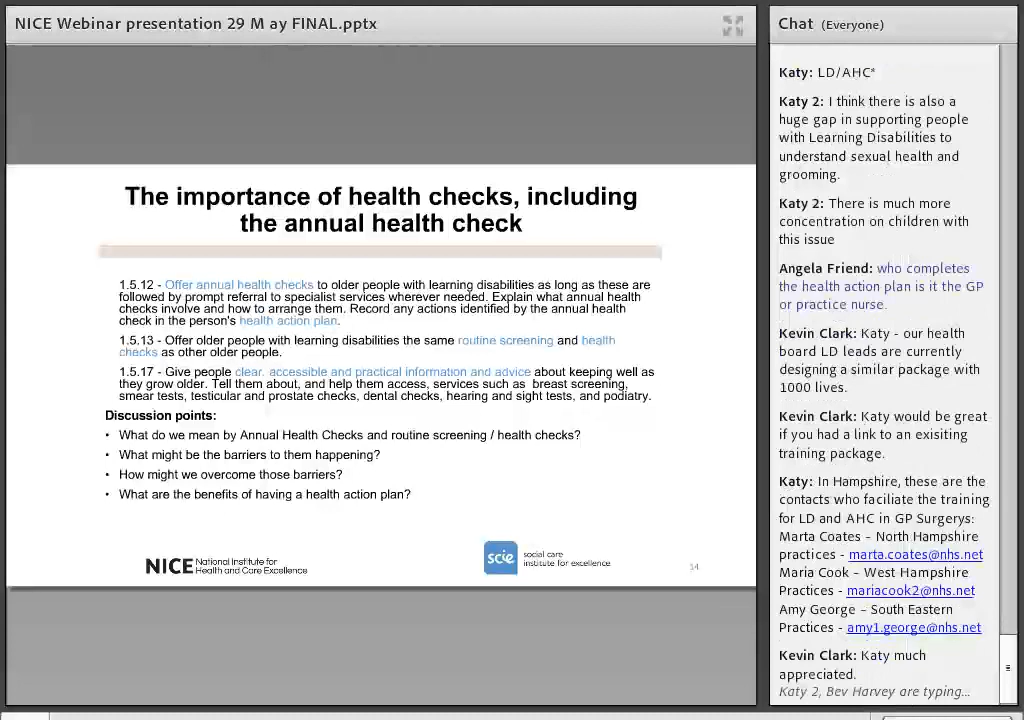 NICE Webinar presentation 29 M ay FINAL.pptx
The importance of health checks, including
the annual health check
1.5.12 - Offer annual health checks to older people with learning disabilities as long as these are
followed by prompt referral to specialist services wherever needed. Explain what annual health
checks involve and how to arrange them. Record any actions identified by the annual health
check in the person's health action plan.
1.5.13 - Offer older people with learning disabilities the same routine screening and health
checks as other older people.
1.5.17 - Give people clear, accessible and practical information and advice about keeping well as
they grow older. Tell them about, and help them access, services such as breast screening,
smear tests, testicular and prostate checks, dental checks, hearing and sight tests, and podiatry.
Discussion points:
• What do we mean by Annual Health Checks and routine screening / health checks?
• What might be the barriers to them happening?
• How might we overcome those barriers?
• What are the benefits of having a health action plan?
NICE National Institute for
Health and Care Excellence
scie social care
institute for excellence
14
Chat (Everyone)
Katy: LD/AHC*
Katy 2: I think there is also a
huge gap in supporting people
with Learning Disabilities to
understand sexual health and
grooming.
Katy 2: There is much more
concentration on children with
this issue
Angela Friend: who completes
the health action plan is it the GP
or practice nurse.
Kevin Clark: Katy - our health
board LD leads are currently
designing a similar package with
1000 lives.
Kevin Clark: Katy would be great
if you had a link to an exisiting
training package.
Katy: In Hampshire, these are the
contacts who faciliate the training
for LD and AHC in GP Surgerys:
Marta Coates – North Hampshire
practices - marta.coates@nhs.net
Maria Cook – West Hampshire
Practices - mariacook2@nhs.net
Amy George – South Eastern
Practices - amy1.george@nhs.net
Kevin Clark: Katy much
appreciated.
Katy 2, Bev Harvey are typing...